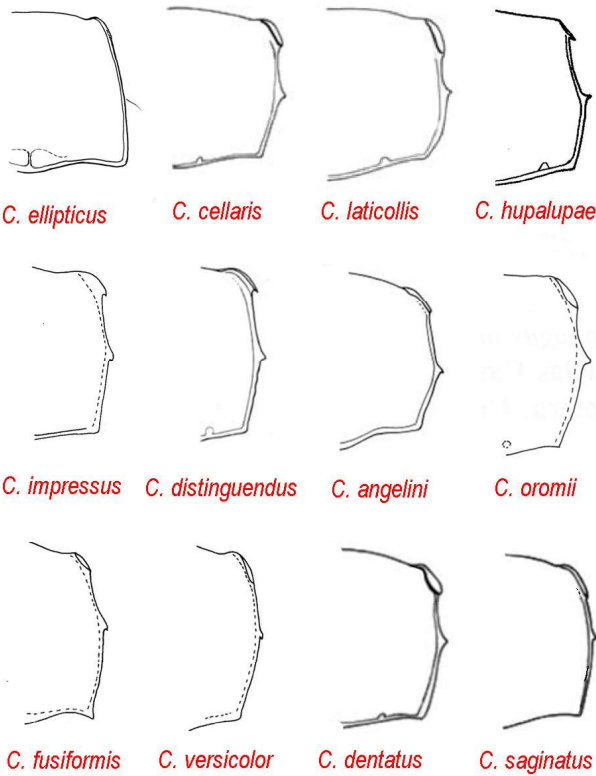 C. ellipticus C. cellaris C. laticollis C. hupalupae
C. impressus C. distinguendus C. angelini C. oromii
C. fusiformis C. versicolor C. dentatus C. saginatus